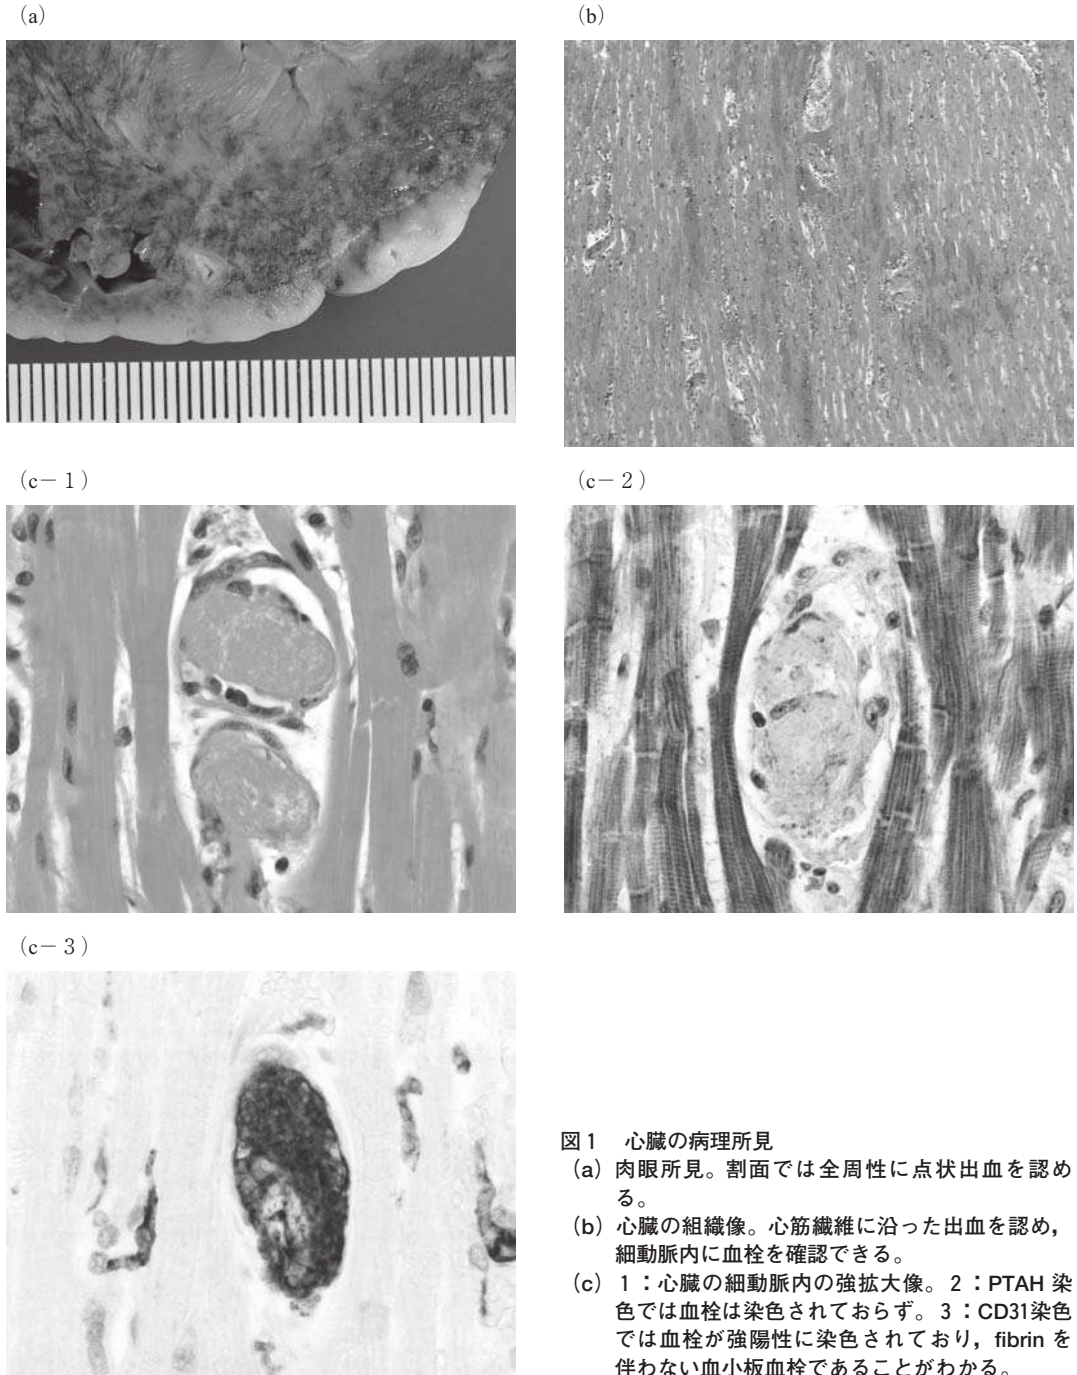 (a)
(b)
(c－1)
(c－2)
(c－3)
図1　心臓の病理所見
(a) 肉眼所見。割面では全周性に点状出血を認め
る。
(b) 心臓の組織像。心筋繊維に沿った出血を認め，
細動脈内に血栓を確認できる。
(c) 1：心臓の細動脈内の強拡大像。2：PTAH 染
色では血栓は染色されておらず。3：CD31染色
では血栓が強陽性に染色されており，fibrin を
伴わない血小板血栓であることがわかる。